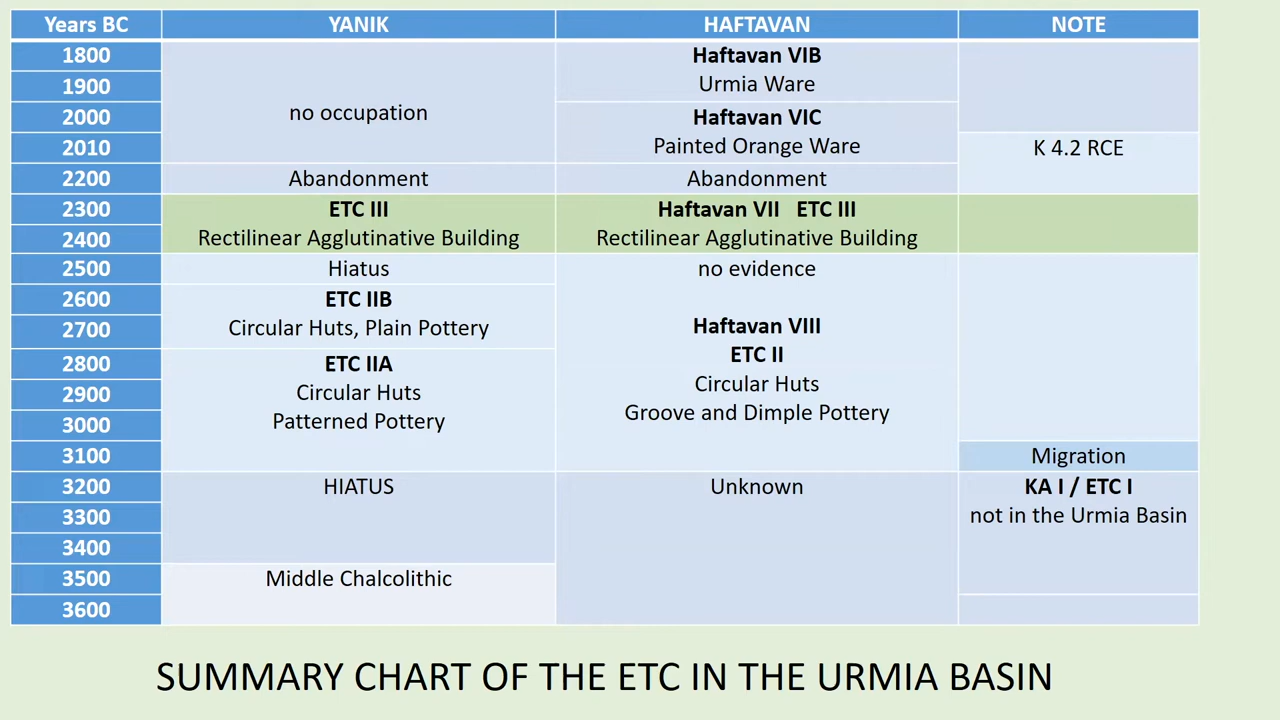 Years BC YANIK HAFTAVAN NOTE
1800 Haftavan VIB
1900 Urmia Ware
no occupation
2000 Haftavan VIC
2010 Painted Orange Ware K 4.2 RCE
2200 Abandonment Abandonment
2300 ETC III Haftavan VII ETC III
2400 Rectilinear Agglutinative Building Rectilinear Agglutinative Building
2500 Hiatus no evidence
2600 ETC IIB
2700 Circular Huts, Plain Pottery Haftavan VIII
ETC II
2800 ETC IIA
2900 Circular Huts Circular Huts
3000 Patterned Pottery Groove and Dimple Pottery
3100 Migration
3200 HIATUS Unknown KA I / ETC I
3300 not in the Urmia Basin
3400
3500 Middle Chalcolithic
3600
SUMMARY CHART OF THE ETC IN THE URMIA BASIN